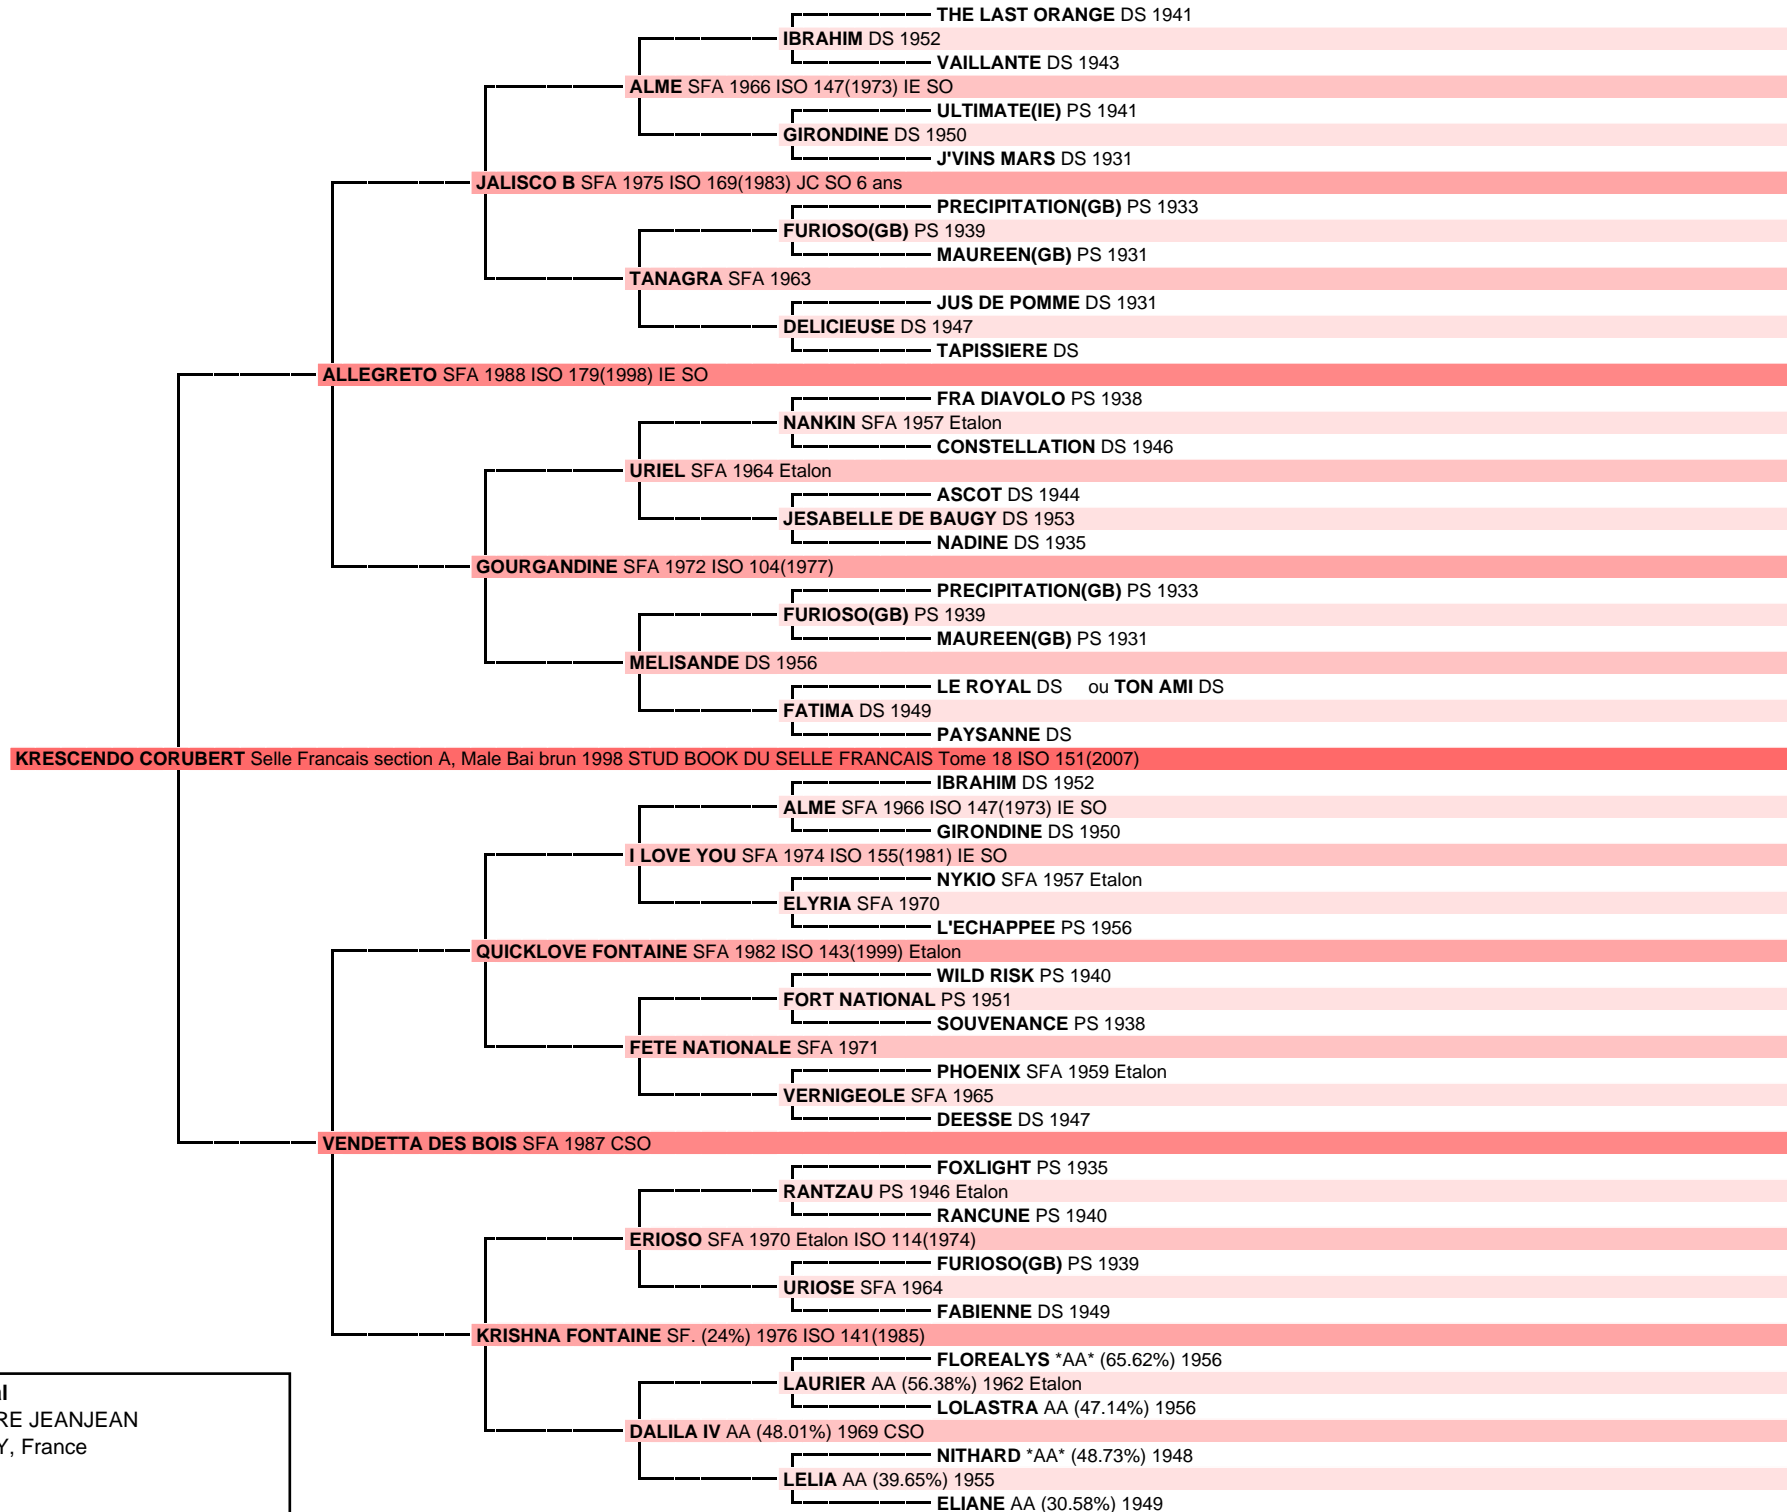 THE LAST ORANGE DS 1941
IBRAHIM DS 1952
VAILLANTE DS 1943
ALME SFA 1966 ISO 147(1973) IE SO
ULTIMATE(IE) PS 1941
GIRONDINE DS 1950
J'VINS MARS DS 1931
JALISCO B SFA 1975 ISO 169(1983) JC SO 6 ans
PRECIPITATION(GB) PS 1933
FURIOSO(GB) PS 1939
MAUREEN(GB) PS 1931
TANAGRA SFA 1963
JUS DE POMME DS 1931
DELICIEUSE DS 1947
TAPISSIERE DS
ALLEGRETO SFA 1988 ISO 179(1998) IE SO
FRA DIAVOLO PS 1938
NANKIN SFA 1957 Etalon
CONSTELLATION DS 1946
URIEL SFA 1964 Etalon
ASCOT DS 1944
JESABELLE DE BAUGY DS 1953
NADINE DS 1935
GOURGANDINE SFA 1972 ISO 104(1977)
PRECIPITATION(GB) PS 1933
FURIOSO(GB) PS 1939
MAUREEN(GB) PS 1931
MELISANDE DS 1956
LE ROYAL DS ou TON AMI DS
FATIMA DS 1949
PAYSANNE DS
KRESCENDO CORUBERT Selle Francais section A, Male Bai brun 1998 STUD BOOK DU SELLE FRANCAIS Tome 18 ISO 151(2007)
IBRAHIM DS 1952
ALME SFA 1966 ISO 147(1973) IE SO
GIRONDINE DS 1950
I LOVE YOU SFA 1974 ISO 155(1981) IE SO
NYKIO SFA 1957 Etalon
ELYRIA SFA 1970
L'ECHAPPEE PS 1956
QUICKLOVE FONTAINE SFA 1982 ISO 143(1999) Etalon
WILD RISK PS 1940
FORT NATIONAL PS 1951
SOUVENANCE PS 1938
FETE NATIONALE SFA 1971
PHOENIX SFA 1959 Etalon
VERNIGEOLE SFA 1965
DEESSE DS 1947
VENDETTA DES BOIS SFA 1987 CSO
FOXLIGHT PS 1935
RANTZAU PS 1946 Etalon
RANCUNE PS 1940
ERIOSO SFA 1970 Etalon ISO 114(1974)
FURIOSO(GB) PS 1939
URIOSE SFA 1964
FABIENNE DS 1949
KRISHNA FONTAINE SF. (24%) 1976 ISO 141(1985)
FLOREALYS *AA* (65.62%) 1956
LAURIER AA (56.38%) 1962 Etalon
LOLASTRA AA (47.14%) 1956
DALILA IV AA (48.01%) 1969 CSO
NITHARD *AA* (48.73%) 1948
LELIA AA (39.65%) 1955
ELIANE AA (30.58%) 1949
RE JEANJEAN
Y, France